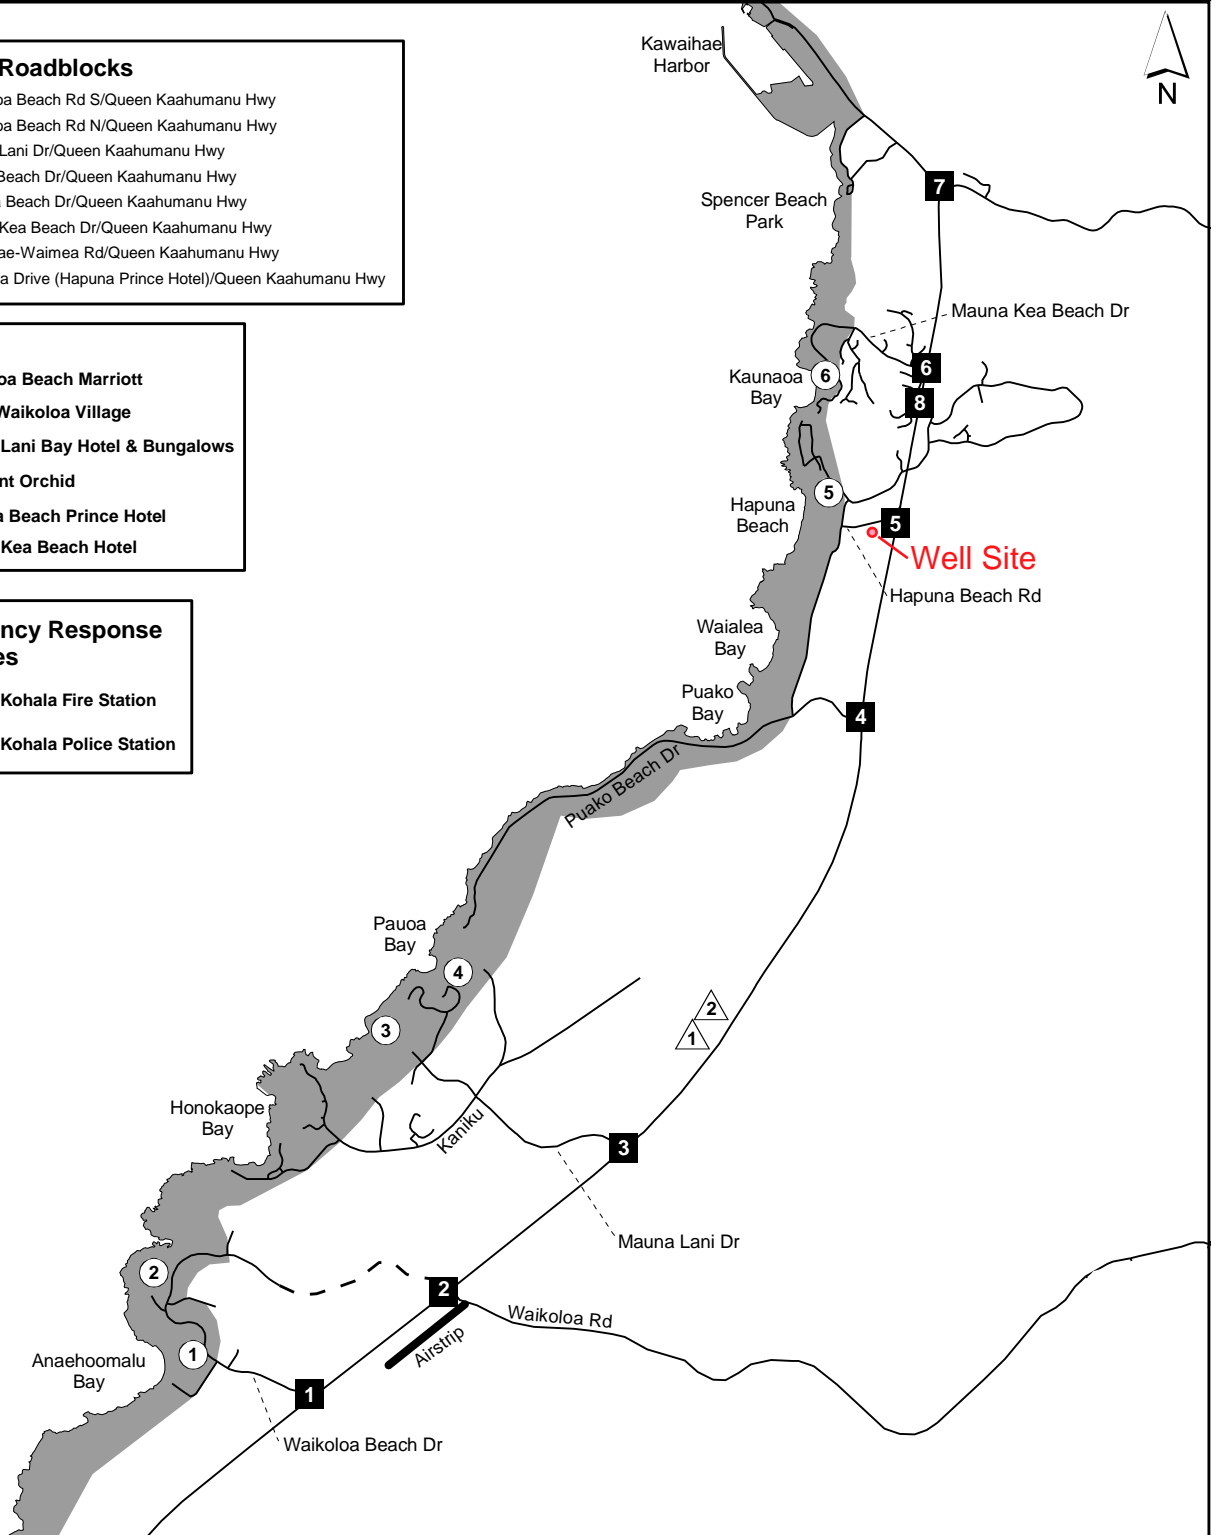 Roadblocks
oa Beach Rd S/Queen Kaahumanu Hwy
oa Beach Rd N/Queen Kaahumanu Hwy
Lani Dr/Queen Kaahumanu Hwy
Beach Dr/Queen Kaahumanu Hwy
a Beach Dr/Queen Kaahumanu Hwy
Kea Beach Dr/Queen Kaahumanu Hwy
ae-Waimea Rd/Queen Kaahumanu Hwy
a Drive (Hapuna Prince Hotel)/Queen Kaahumanu Hwy
oa Beach Marriott
Waikoloa Village
Lani Bay Hotel & Bungalows
nt Orchid
a Beach Prince Hotel
Kea Beach Hotel
ncy Response
es
Kohala Fire Station
Kohala Police Station
Kawaihae
Harbor
N
7
Spencer Beach
Park
Mauna Kea Beach Dr
6
Kaunaoa
Bay
6
8
5
Hapuna
Beach
5
Well Site
Hapuna Beach Rd
Waialea
Bay
Puako
Bay
4
Puako Beach Dr
Pauoa
Bay
4
3
2
1
Honokaope
Bay
Kaniku
3
Mauna Lani Dr
2
2
Waikoloa Rd
Airstrip
1
Anaehoomalu
Bay
1
Waikoloa Beach Dr